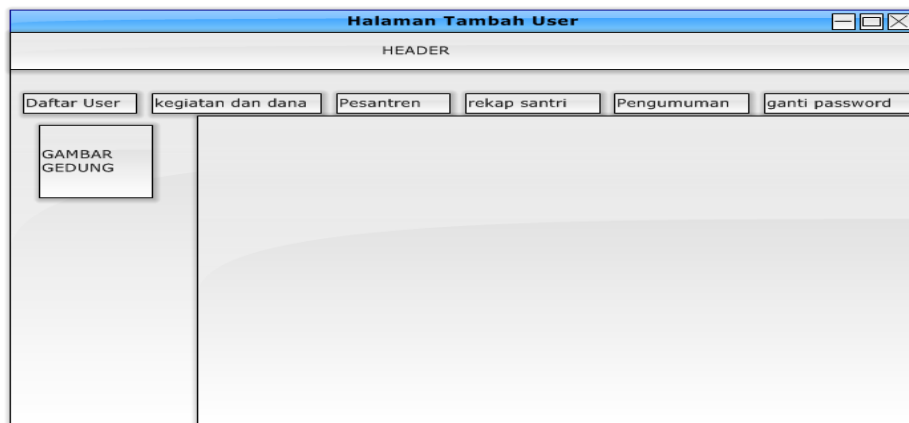 Halaman Tambah User
HEADER
Daftar User kegiatan dan dana Pesantren rekap santri Pengumuman ganti password
GAMBAR
GEDUNG